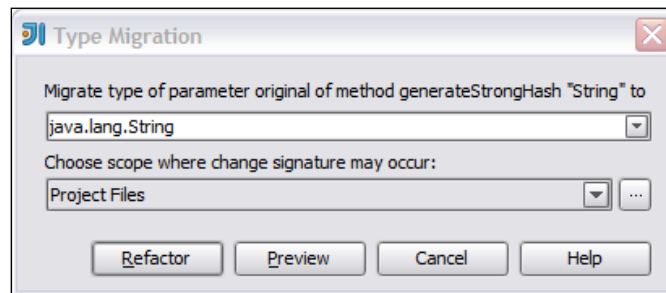 Type Migration
Migrate type of parameter original of method generateStrongHash "String" to
java.lang.String
Choose scope where change signature may occur:
Project Files
...
Refactor Preview Cancel Help